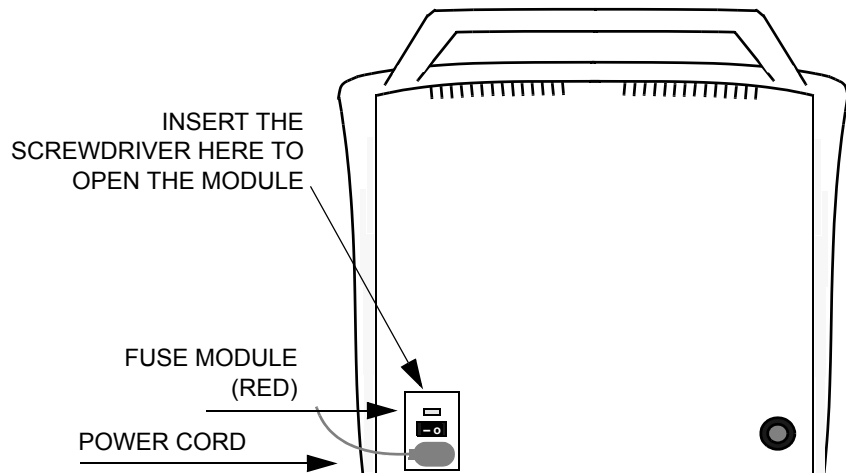 INSERT THE
SCREWDRIVER HERE TO
OPEN THE MODULE
FUSE MODULE
(RED)
– o
POWER CORD